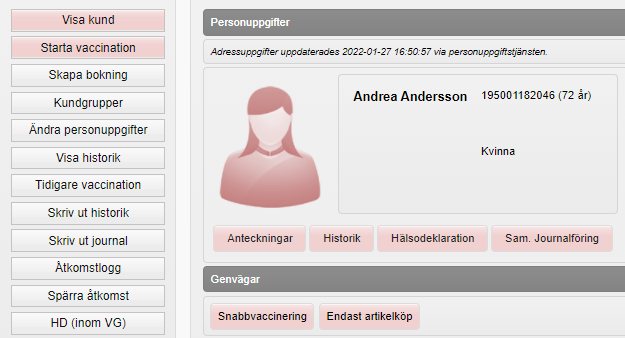 Visa kund
Starta vaccination
Skapa bokning
Kundgrupper
Ändra personuppgifter
Visa historik
Tidigare vaccination
Skriv ut historik
Skriv ut journal
Åtkomstlogg
Spärra åtkomst
HD (inom VG)
Personuppgifter
Adressuppgifter uppdaterades 2022-01-27 16:50:57 via personuppgiftstjänsten.
Andrea Andersson 195001182046 (72 år)
Kvinna
Anteckningar Historik Hälsodeklaration Sam. Journalföring
Genvägar
Snabbvaccinering Endast artikelköp